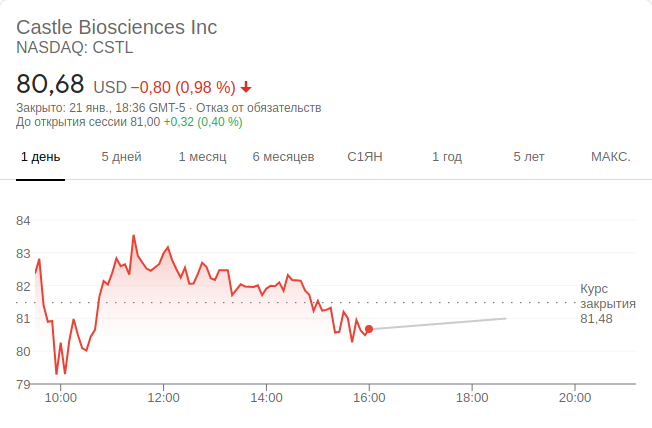 Castle Biosciences Inc
NASDAQ: CSTL
80,68 USD −0,80 (0,98 %)
Закрыто: 21 янв., 18:36 GMT-5 · Отказ от обязательств
До открытия сессии 81,00 +0,32 (0,40 %)
1 день 5 дней 1 месяц 6 месяцев С1ЯН 1 год 5 лет МАКС.
84
83
82
81
80
79
Курс
закрытия
81,48
10:00 12:00 14:00 16:00 18:00 20:00